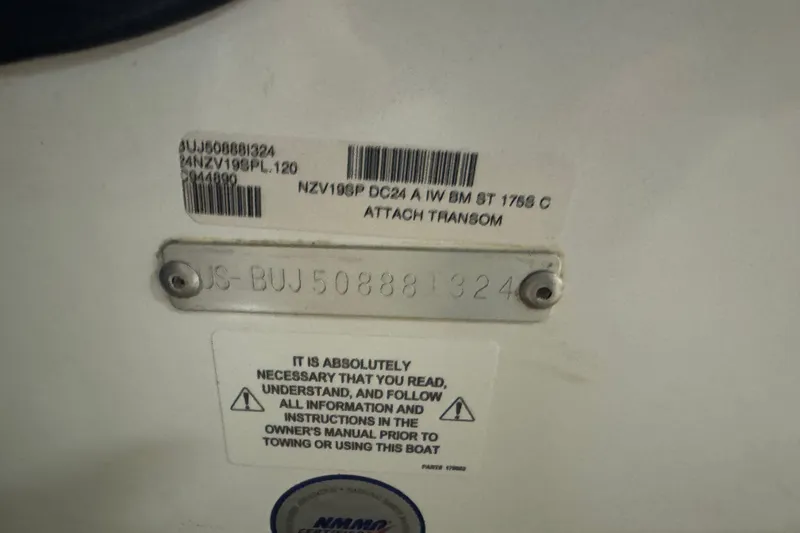 BUJ50888I324
24NZV19SPL.120
C944890
NZV19SP DC24 A IW BM ST 175S C
ATTACH TRANSOM
US-BUJ50888I324
IT IS ABSOLUTELY
NECESSARY THAT YOU READ,
UNDERSTAND, AND FOLLOW
ALL INFORMATION AND
INSTRUCTIONS IN THE
OWNER'S MANUAL PRIOR TO
TOWING OR USING THIS BOAT
NMMA